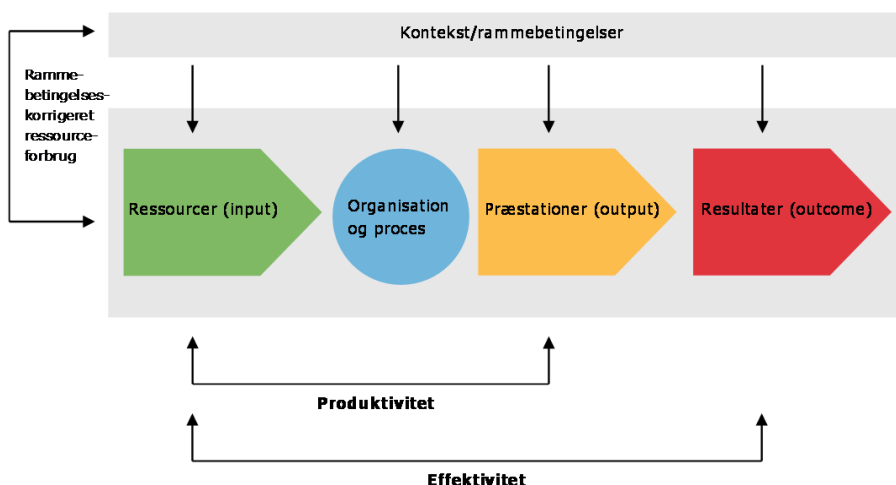 Kontekst/rammebetingelser
Ramme-
betingelses-
korrigeret
ressource-
forbrug
Ressourcer (input)
Organisation
og proces
Præstationer (output)
Resultater (outcome)
Produktivitet
Effektivitet